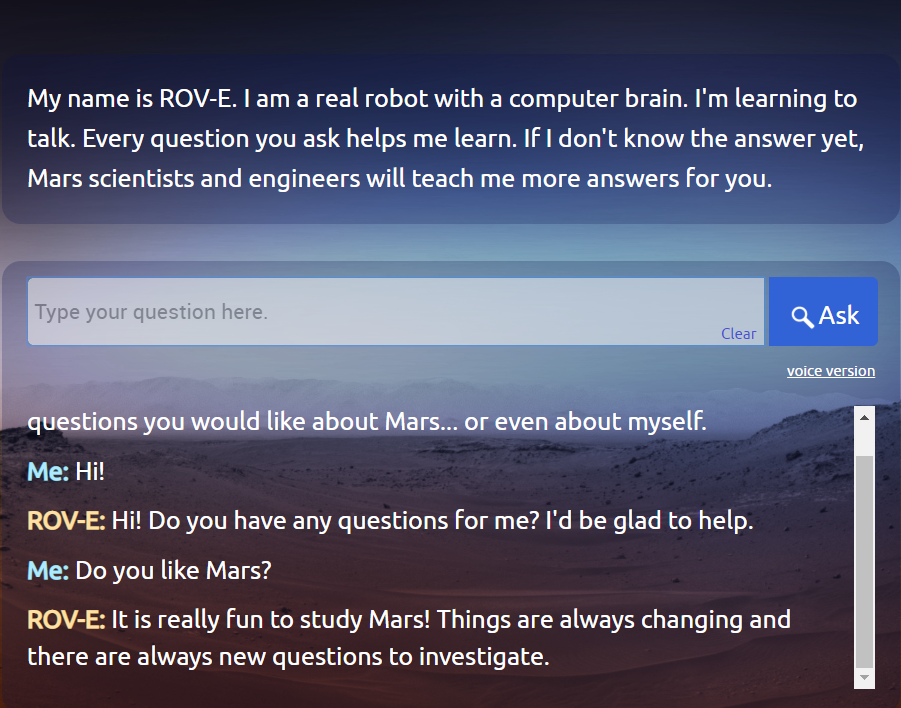 My name is ROV-E. I am a real robot with a computer brain. I'm learning to
talk. Every question you ask helps me learn. If I don't know the answer yet,
Mars scientists and engineers will teach me more answers for you.
Type your question here.
Clear
Ask
voice version
questions you would like about Mars... or even about myself.
Me: Hi!
ROV-E: Hi! Do you have any questions for me? I'd be glad to help.
Me: Do you like Mars?
ROV-E: It is really fun to study Mars! Things are always changing and
there are always new questions to investigate.